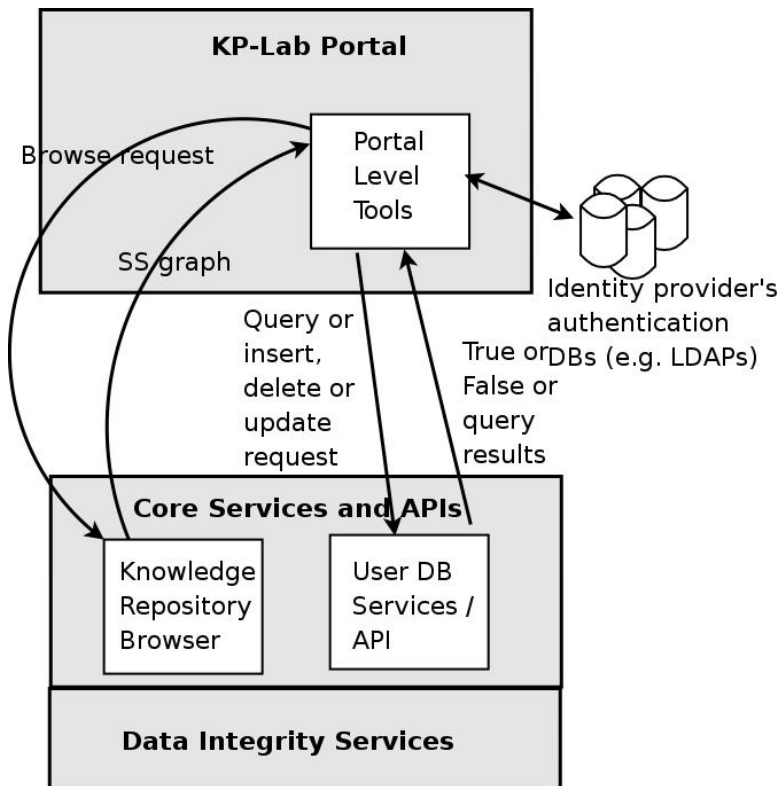 KP-Lab Portal
Browse request
Portal
Level
Tools
SS graph
Identity provider's
authentication
DBs (e.g. LDAPs)
Query or
insert,
delete or
update
request
True or
False or
query
results
Core Services and APIs
Knowledge
Repository
Browser
User DB
Services /
API
Data Integrity Services